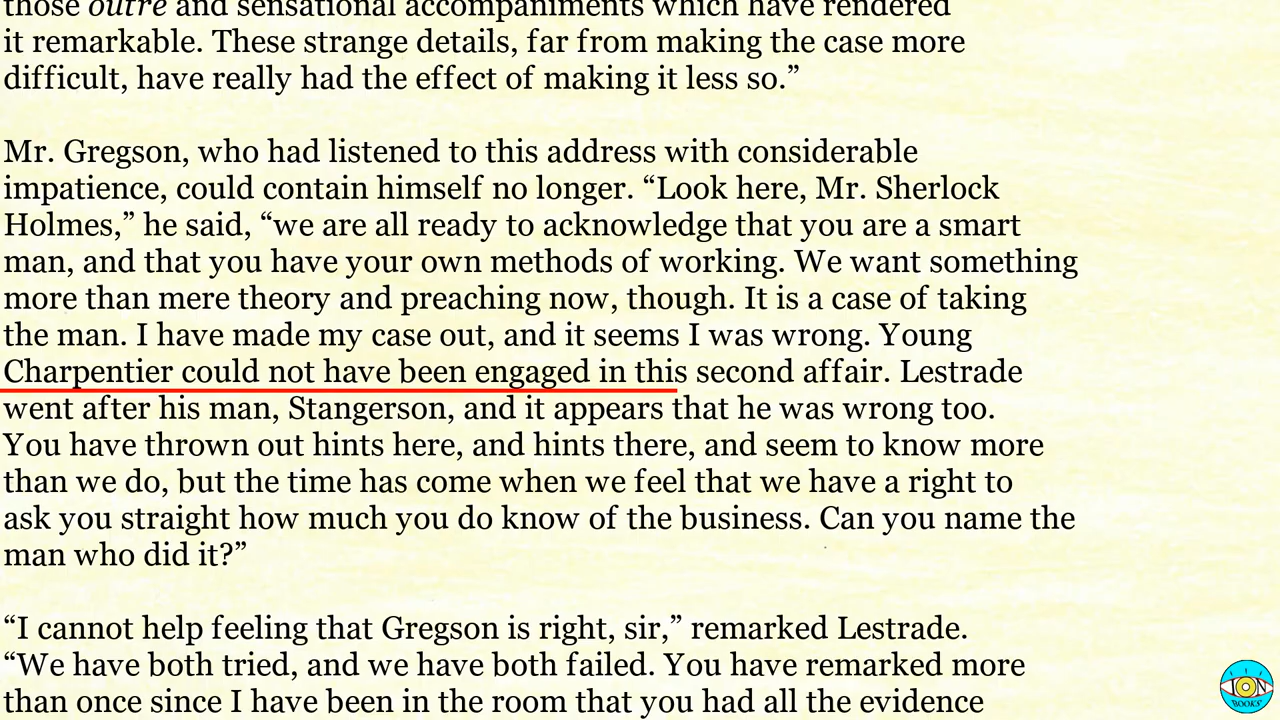 those outré and sensational accompaniments which have rendered
it remarkable. These strange details, far from making the case more
difficult, have really had the effect of making it less so.”
Mr. Gregson, who had listened to this address with considerable
impatience, could contain himself no longer. “Look here, Mr. Sherlock
Holmes,” he said, “we are all ready to acknowledge that you are a smart
man, and that you have your own methods of working. We want something
more than mere theory and preaching now, though. It is a case of taking
the man. I have made my case out, and it seems I was wrong. Young
Charpentier could not have been engaged in this second affair. Lestrade
went after his man, Stangerson, and it appears that he was wrong too.
You have thrown out hints here, and hints there, and seem to know more
than we do, but the time has come when we feel that we have a right to
ask you straight how much you do know of the business. Can you name the
man who did it?”
“I cannot help feeling that Gregson is right, sir,” remarked Lestrade.
“We have both tried, and we have both failed. You have remarked more
than once since I have been in the room that you had all the evidence
ION
BOOKS